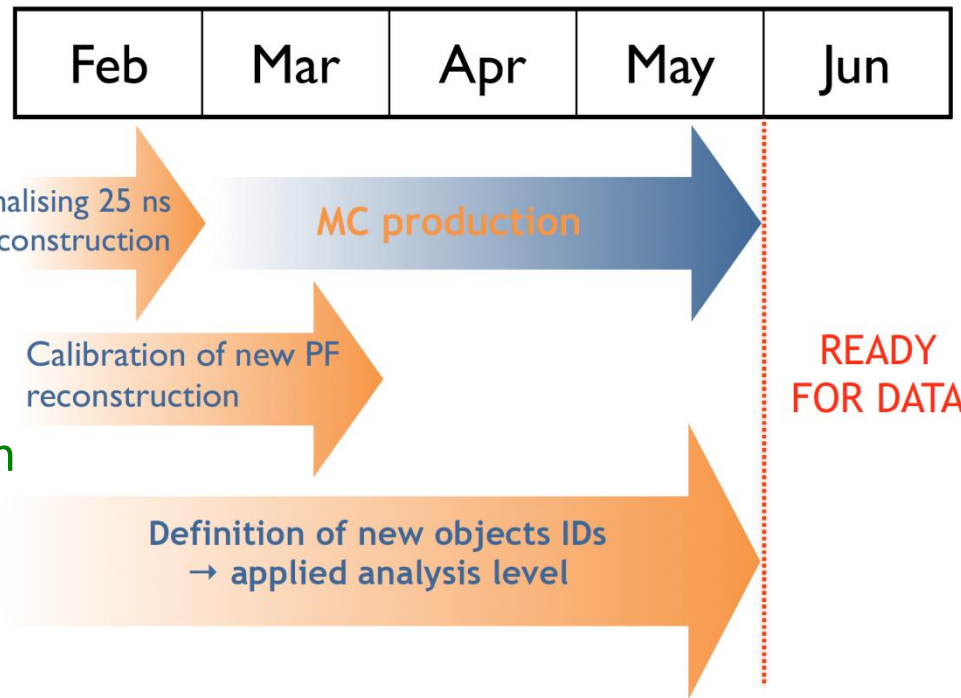 Feb Mar Apr May Jun
nalising 25 ns
construction
MC production
Calibration of new PF
reconstruction
READY
FOR DATA
n
Definition of new objects IDs
→ applied analysis level